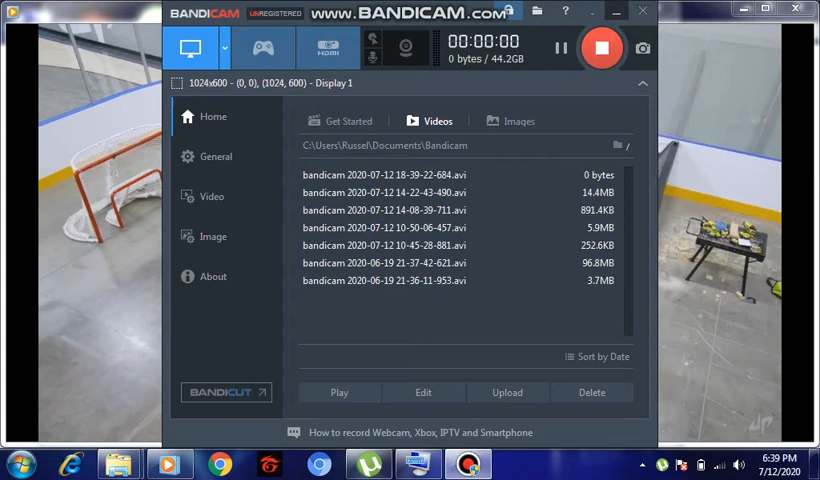 BANDICAM UNREGISTERED www.BANDICAM.com
00:00:00
0 bytes / 44.2GB
1024x600 - (0, 0), (1024, 600) - Display 1
HDMI
Home
General
Video
Image
About
BANDICUT
Get Started Videos Images
C:\Users\Russel\Documents\Bandicam
bandicam 2020-07-12 18-39-22-684.avi 0 bytes
bandicam 2020-07-12 14-22-43-490.avi 14.4MB
bandicam 2020-07-12 14-08-39-711.avi 891.4KB
bandicam 2020-07-12 10-50-06-457.avi 5.9MB
bandicam 2020-07-12 10-45-28-881.avi 252.6KB
bandicam 2020-06-19 21-37-42-621.avi 96.8MB
bandicam 2020-06-19 21-36-11-953.avi 3.7MB
Sort by Date
Play Edit Upload Delete
How to record Webcam, Xbox, IPTV and Smartphone
dp
6:39 PM
7/12/2020